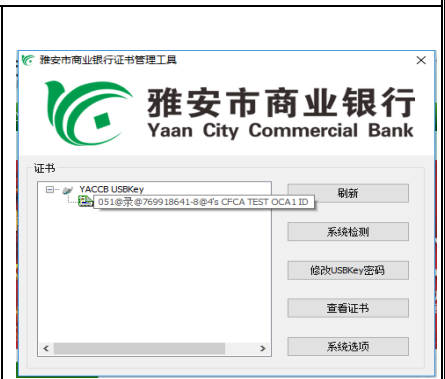 雅安市商业银行证书管理工具
雅安市商业银行
Yaan City Commercial Bank
证书
YACCB USBKey
051@录@769918641-8@4's CFCA TEST OCA1 ID
刷新
系统检测
修改USBKey密码
查看证书
系统选项